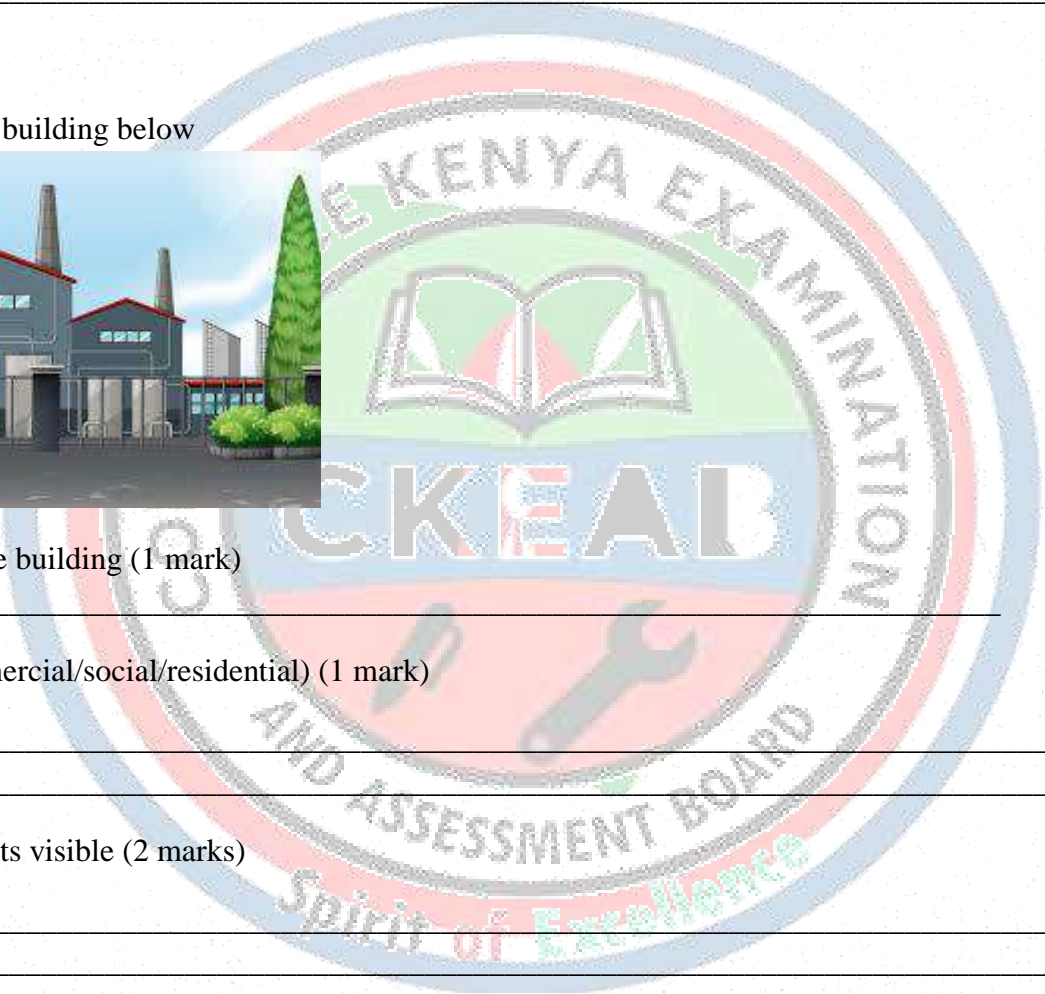 building below
e building (1 mark)
ercial/social/residential) (1 mark)
ts visible (2 marks)
KENYA EXAMINATION
CKEAB
AND ASSESSMENT BOARD
Spirit of Excellence